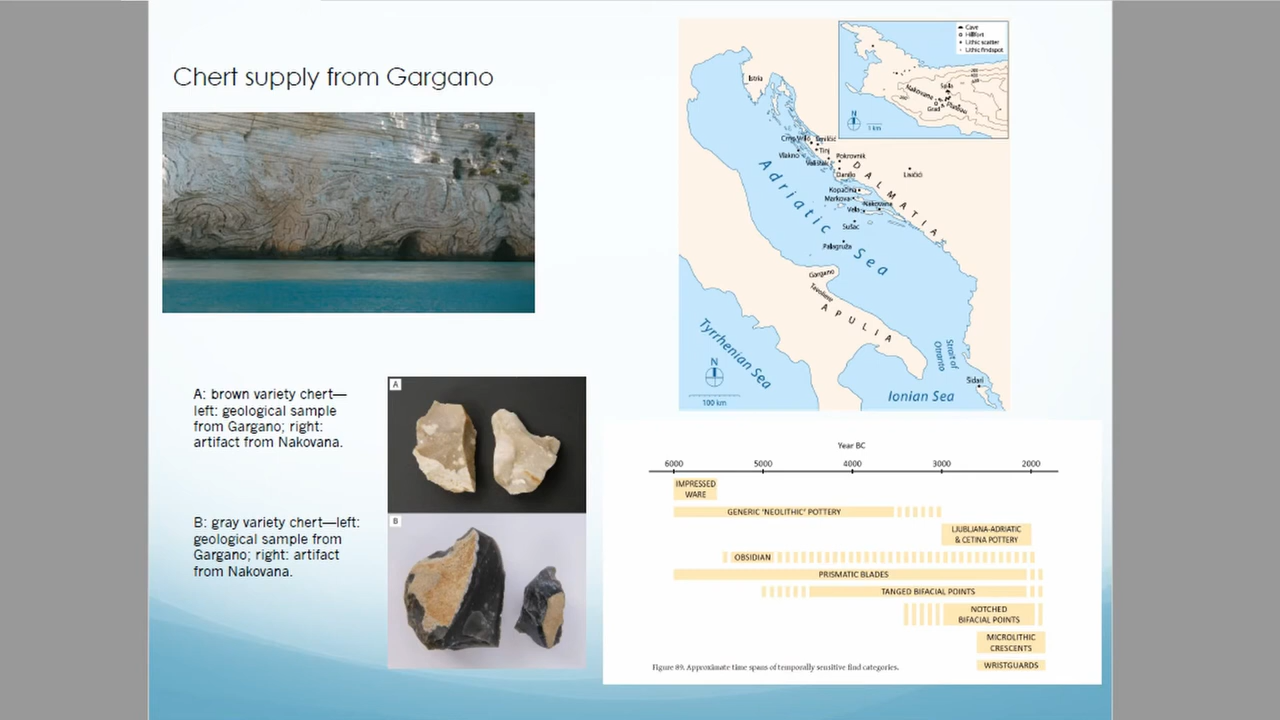 Chert supply from Gargano
Cave
Hillfort
Lithic scatter
Lithic findspot
Spila
Nakovana
Grad
N
1 km
Istria
Crno Vrilo
Smilčić
Tinj
Vlakno
Pokrovnik
Danilo
Livičići
Kopačina
Markova
Nakovana
Vela
Sušac
Palagruža
DALMATIA
Adriatic Sea
Gargano
Tavoliere
APULIA
Tyrrhenian Sea
Strait of
Otranto
Sidari
Ionian Sea
N
100 km
A: brown variety chert—
left: geological sample
from Gargano; right:
artifact from Nakovana.
A
B: gray variety chert—left:
geological sample from
Gargano; right: artifact
from Nakovana.
B
Year BC
6000 5000 4000 3000 2000
IMPRESSED
WARE
GENERIC 'NEOLITHIC' POTTERY
LJUBLJANA-ADRIATIC
& CETINA POTTERY
OBSIDIAN
PRISMATIC BLADES
TANGED BIFACIAL POINTS
NOTCHED
BIFACIAL POINTS
MICROLITHIC
CRESCENTS
WRISTGUARDS
Figure 89. Approximate time spans of temporally sensitive find categories.